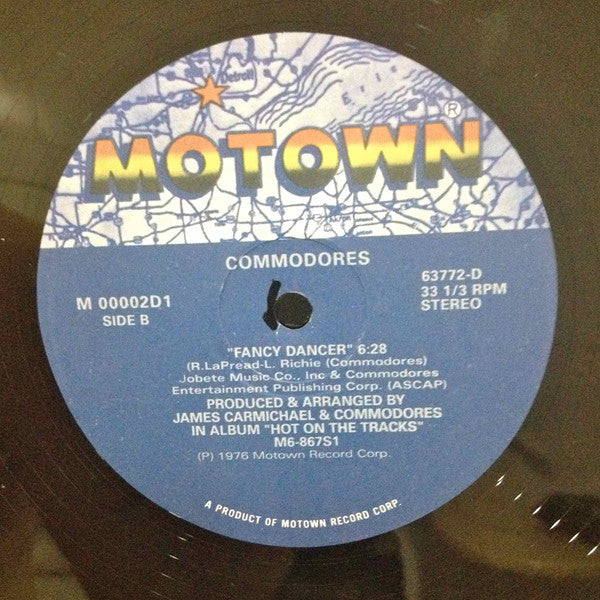 Detroit
ERIE
MOTOWN®
COMMODORES
M 00002D1
SIDE B
63772-D
33 1/3 RPM
STEREO
"FANCY DANCER" 6:28
(R.LaPread-L. Richie (Commodores)
Jobete Music Co., Inc & Commodores
Entertainment Publishing Corp. (ASCAP)
PRODUCED & ARRANGED BY
JAMES CARMICHAEL & COMMODORES
IN ALBUM "HOT ON THE TRACKS"
M6-867S1
(P) 1976 Motown Record Corp.
A PRODUCT OF MOTOWN RECORD CORP.